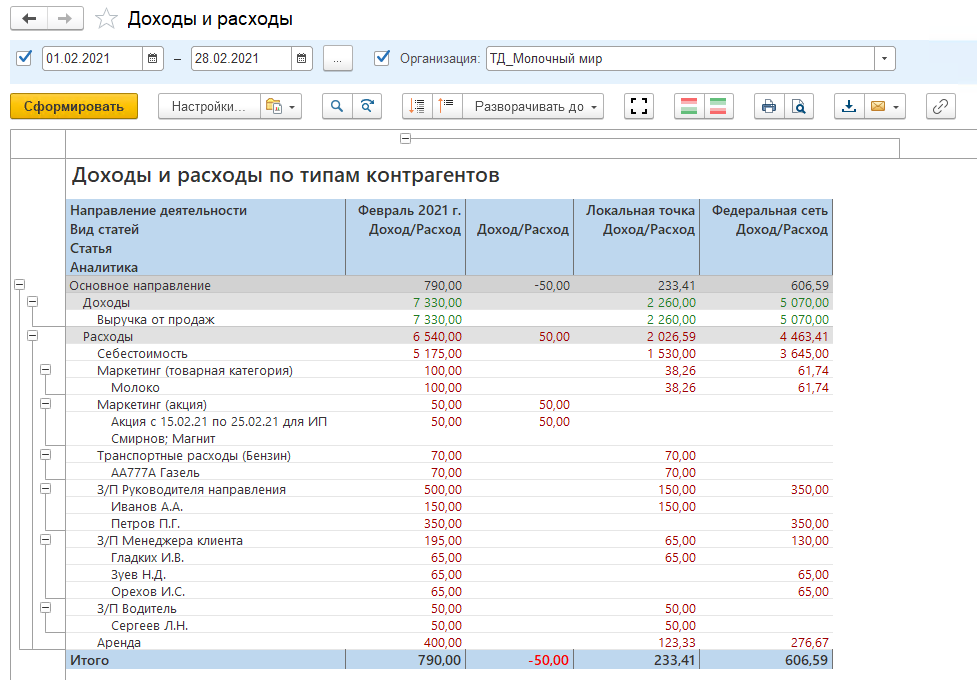 Доходы и расходы
01.02.2021 – 28.02.2021 ... Организация: ТД_Молочный мир
Сформировать Настройки... Разворачивать до
Доходы и расходы по типам контрагентов
Направление деятельности Февраль 2021 г. Локальная точка Федеральная сеть
Вид статей Доход/Расход Доход/Расход Доход/Расход Доход/Расход
Статья
Аналитика
Основное направление 790,00 -50,00 233,41 606,59
Доходы 7 330,00 2 260,00 5 070,00
Выручка от продаж 7 330,00 2 260,00 5 070,00
Расходы 6 540,00 50,00 2 026,59 4 463,41
Себестоимость 5 175,00 1 530,00 3 645,00
Маркетинг (товарная категория) 100,00 38,26 61,74
Молоко 100,00 38,26 61,74
Маркетинг (акция) 50,00 50,00
Акция с 15.02.21 по 25.02.21 для ИП 50,00 50,00
Смирнов; Магнит
Транспортные расходы (Бензин) 70,00 70,00
АА777А Газель 70,00 70,00
З/П Руководителя направления 500,00 150,00 350,00
Иванов А.А. 150,00 150,00
Петров П.Г. 350,00 350,00
З/П Менеджера клиента 195,00 65,00 130,00
Гладких И.В. 65,00 65,00
Зуев Н.Д. 65,00 65,00
Орехов И.С. 65,00 65,00
З/П Водитель 50,00 50,00
Сергеев Л.Н. 50,00 50,00
Аренда 400,00 123,33 276,67
Итого 790,00 -50,00 233,41 606,59